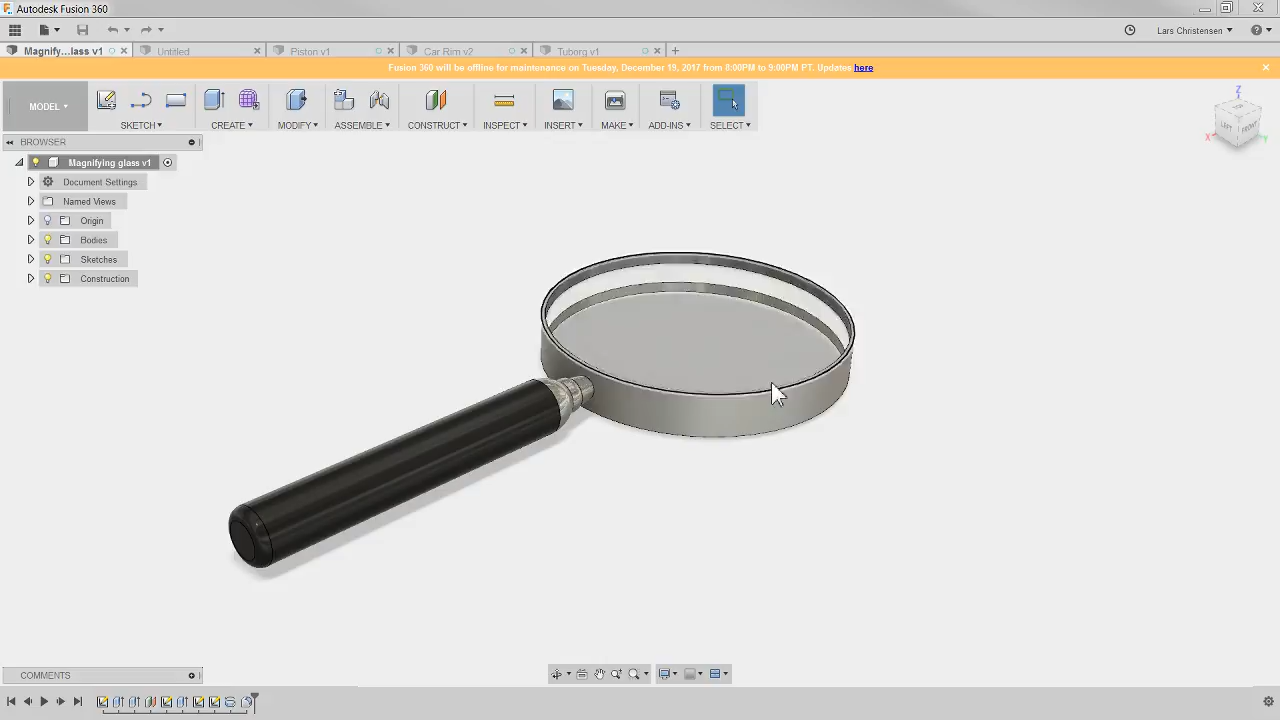 Autodesk Fusion 360
Lars Christensen
Magnify...lass v1
Untitled
Piston v1
Car Rim v2
Tuborg v1
Fusion 360 will be offline for maintenance on Tuesday, December 19, 2017 from 8:00PM to 9:00PM PT. Updates here
MODEL
SKETCH
CREATE
MODIFY
ASSEMBLE
CONSTRUCT
INSPECT
INSERT
MAKE
ADD-INS
SELECT
BROWSER
Magnifying glass v1
Document Settings
Named Views
Origin
Bodies
Sketches
Construction
Z
LEFT
FRONT
X
Y
COMMENTS